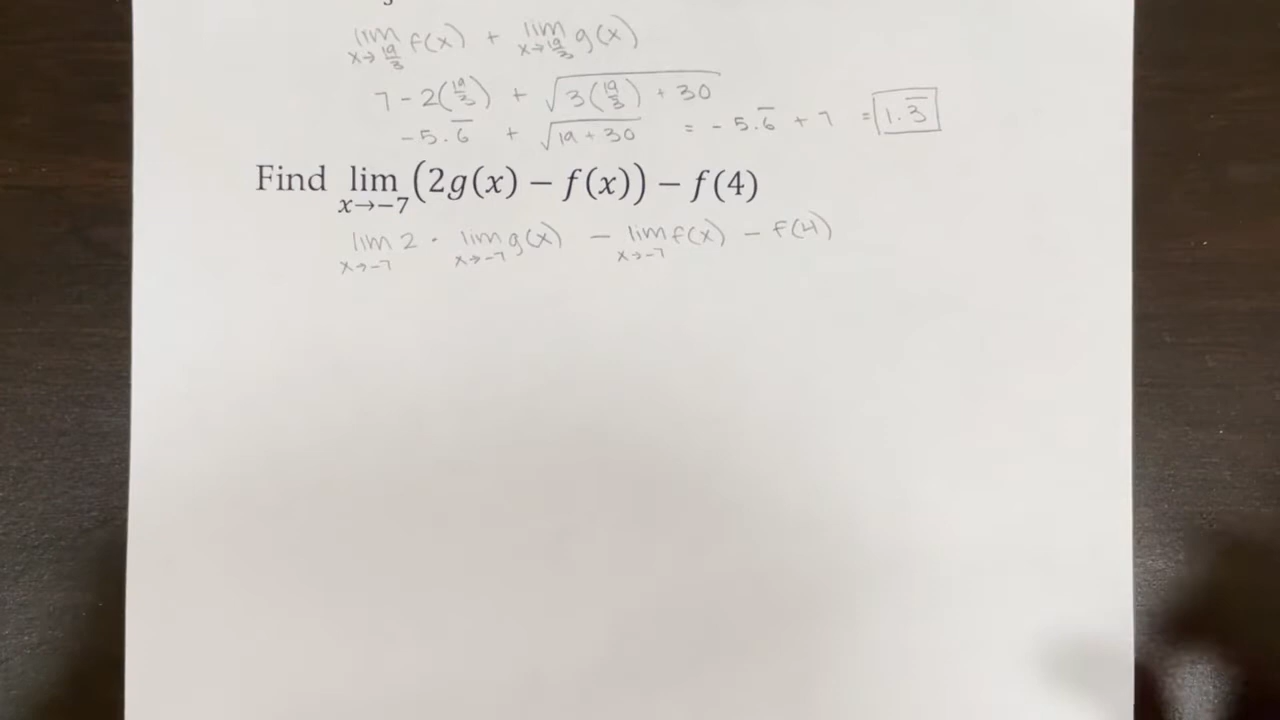 lim x→19/3 f(x) + lim x→19/3 g(x)
7 - 2(19/3) + √(3(19/3) + 30)
-5.6̅ + √(19 + 30) = -5.6̅ + 7 = 1.3̅
Find lim x→−7 (2g(x) − f(x)) − f(4)
lim x→-7 2 · lim x→-7 g(x) - lim x→-7 f(x) - f(4)